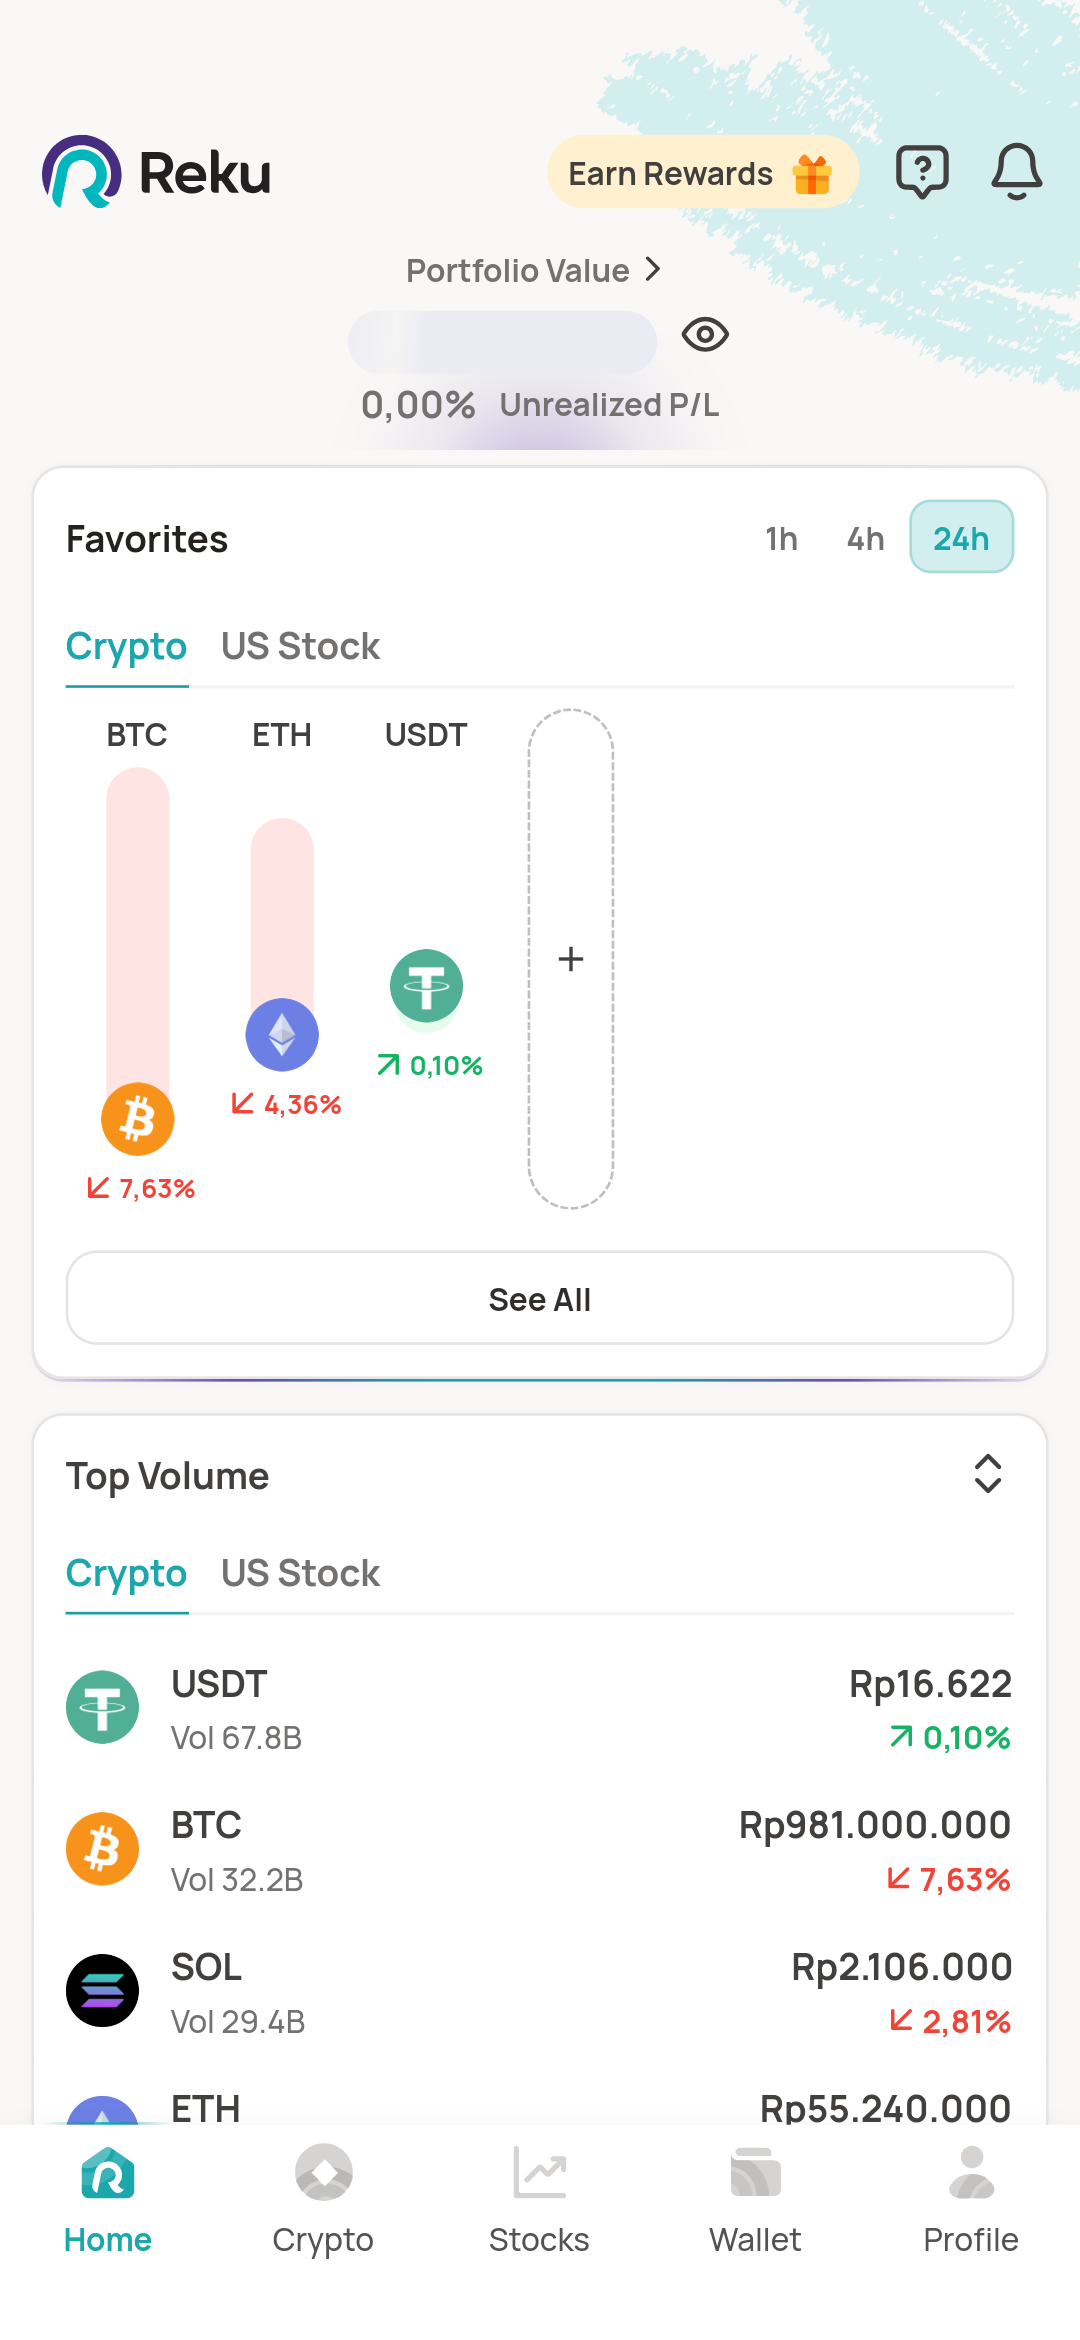 Reku
Earn Rewards
Portfolio Value
0,00% Unrealized P/L
Favorites
1h 4h 24h
Crypto US Stock
BTC ETH USDT
+
0,10%
4,36%
7,63%
See All
Top Volume
Crypto US Stock
USDT Rp16.622
Vol 67.8B 0,10%
BTC Rp981.000.000
Vol 32.2B 7,63%
SOL Rp2.106.000
Vol 29.4B 2,81%
ETH Rp55.240.000
Home Crypto Stocks Wallet Profile